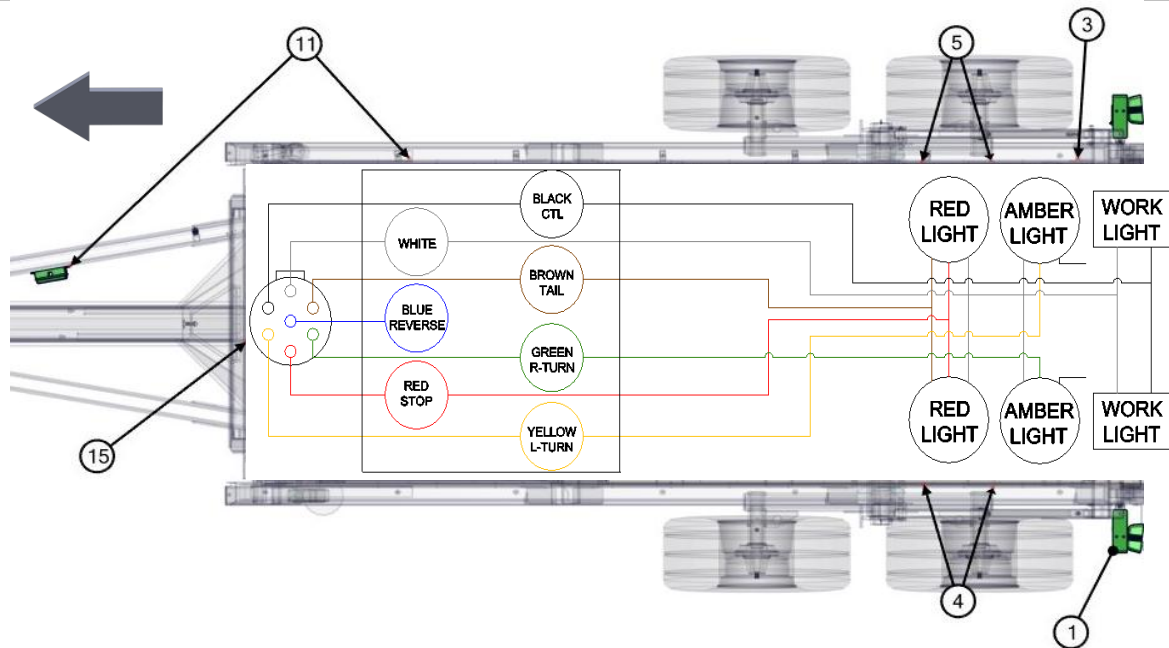 11
5
3
BLACK
CTL
WHITE
BROWN
TAIL
BLUE
REVERSE
GREEN
R-TURN
RED
STOP
YELLOW
L-TURN
RED
LIGHT
AMBER
LIGHT
WORK
LIGHT
RED
LIGHT
AMBER
LIGHT
WORK
LIGHT
15
4
1